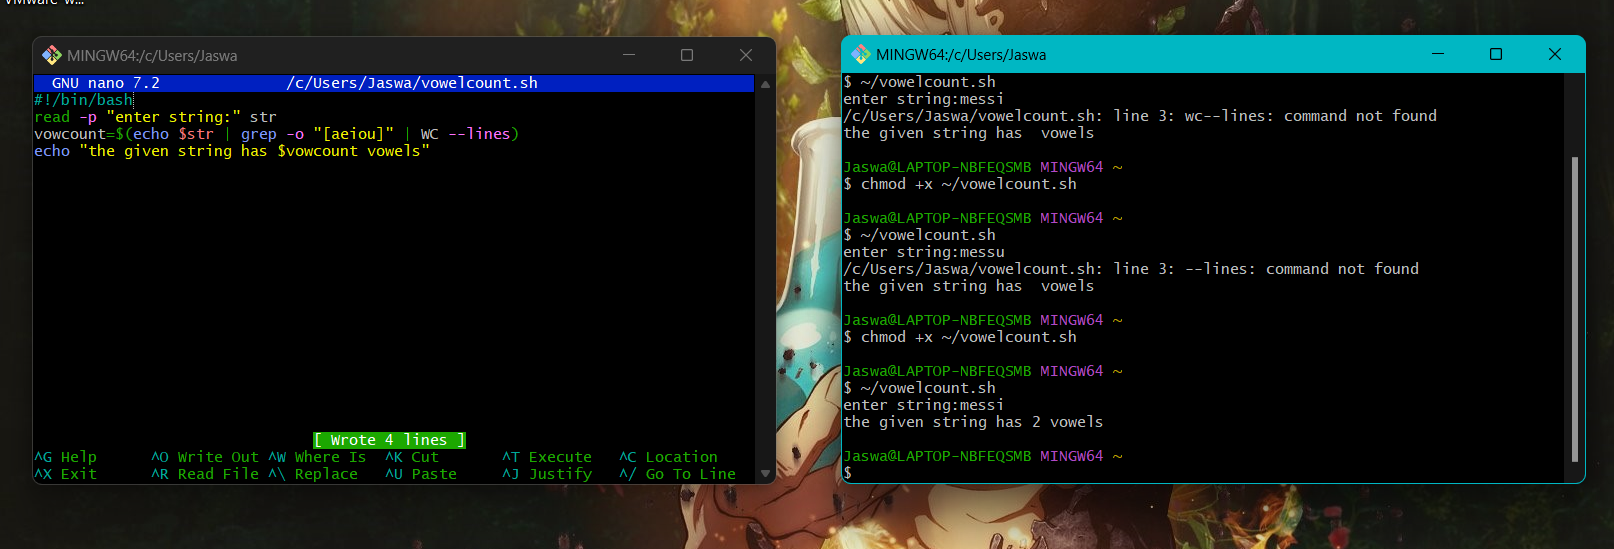 VMware w...
MINGW64:/c/Users/Jaswa
GNU nano 7.2 /c/Users/Jaswa/vowelcount.sh
#!/bin/bash
read -p "enter string:" str
vowcount=$(echo $str | grep -o "[aeiou]" | WC --lines)
echo "the given string has $vowcount vowels"
[ Wrote 4 lines ]
^G Help ^O Write Out ^W Where Is ^K Cut ^T Execute ^C Location
^X Exit ^R Read File ^\ Replace ^U Paste ^J Justify ^/ Go To Line
MINGW64:/c/Users/Jaswa
$ ~/vowelcount.sh
enter string:messi
/c/Users/Jaswa/vowelcount.sh: line 3: wc--lines: command not found
the given string has  vowels
Jaswa@LAPTOP-NBFEQSMB MINGW64 ~
$ chmod +x ~/vowelcount.sh
Jaswa@LAPTOP-NBFEQSMB MINGW64 ~
$ ~/vowelcount.sh
enter string:messu
/c/Users/Jaswa/vowelcount.sh: line 3: --lines: command not found
the given string has  vowels
Jaswa@LAPTOP-NBFEQSMB MINGW64 ~
$ chmod +x ~/vowelcount.sh
Jaswa@LAPTOP-NBFEQSMB MINGW64 ~
$ ~/vowelcount.sh
enter string:messi
the given string has 2 vowels
Jaswa@LAPTOP-NBFEQSMB MINGW64 ~
$